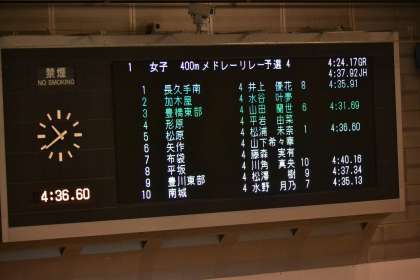 禁煙
NO SMOKING
4:36.60
1 女子 400mメドレーリレー予選 4 4:24.17GR
4:37.92JH
1 長久手南 4 井上 優花 8 4:35.91
2 加木屋 4 水谷 叶夢
3 豊橋東部 4 山田 蘭世 6 4:31.69
4 形原 4 平岩 由菜
5 松原 4 松浦 未奈 1 4:36.60
6 矢作 4 山下希々華
7 布袋 4 藤森 実有
8 平坂 4 川角 真央 10 4:40.16
9 豊川東部 4 松澤 樹 9 4:37.34
10 南城 4 水野 月乃 7 4:35.13